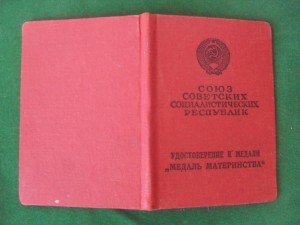 СОЮЗ
СОВЕТСКИХ
СОЦИАЛИСТИЧЕСКИХ
РЕСПУБЛИК
УДОСТОВЕРЕНИЕ К МЕДАЛИ
„МЕДАЛЬ МАТЕРИНСТВА"